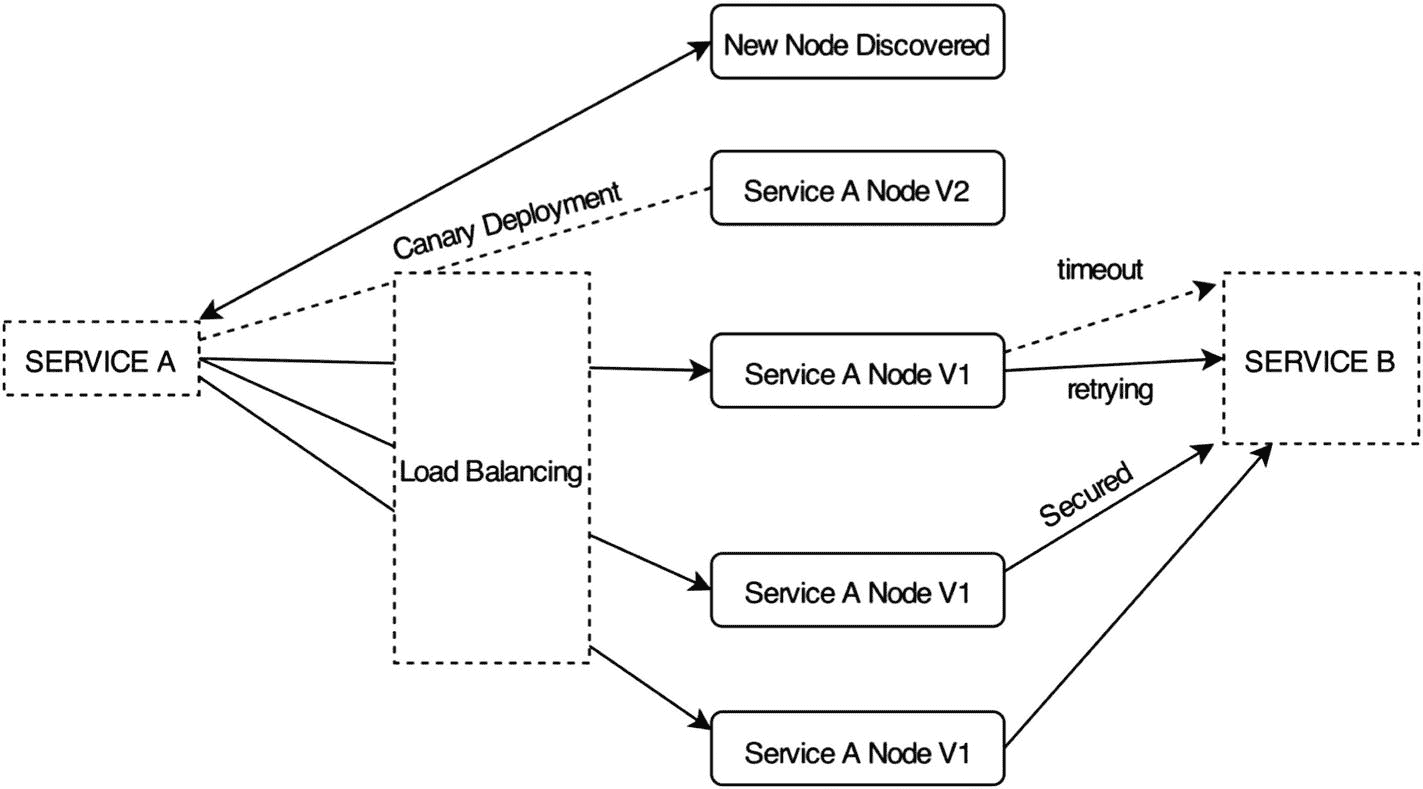 New Node Discovered
Service A Node V2
Canary Deployment
timeout
SERVICE A
Service A Node V1
SERVICE B
retrying
Load Balancing
Secured
Service A Node V1
Service A Node V1